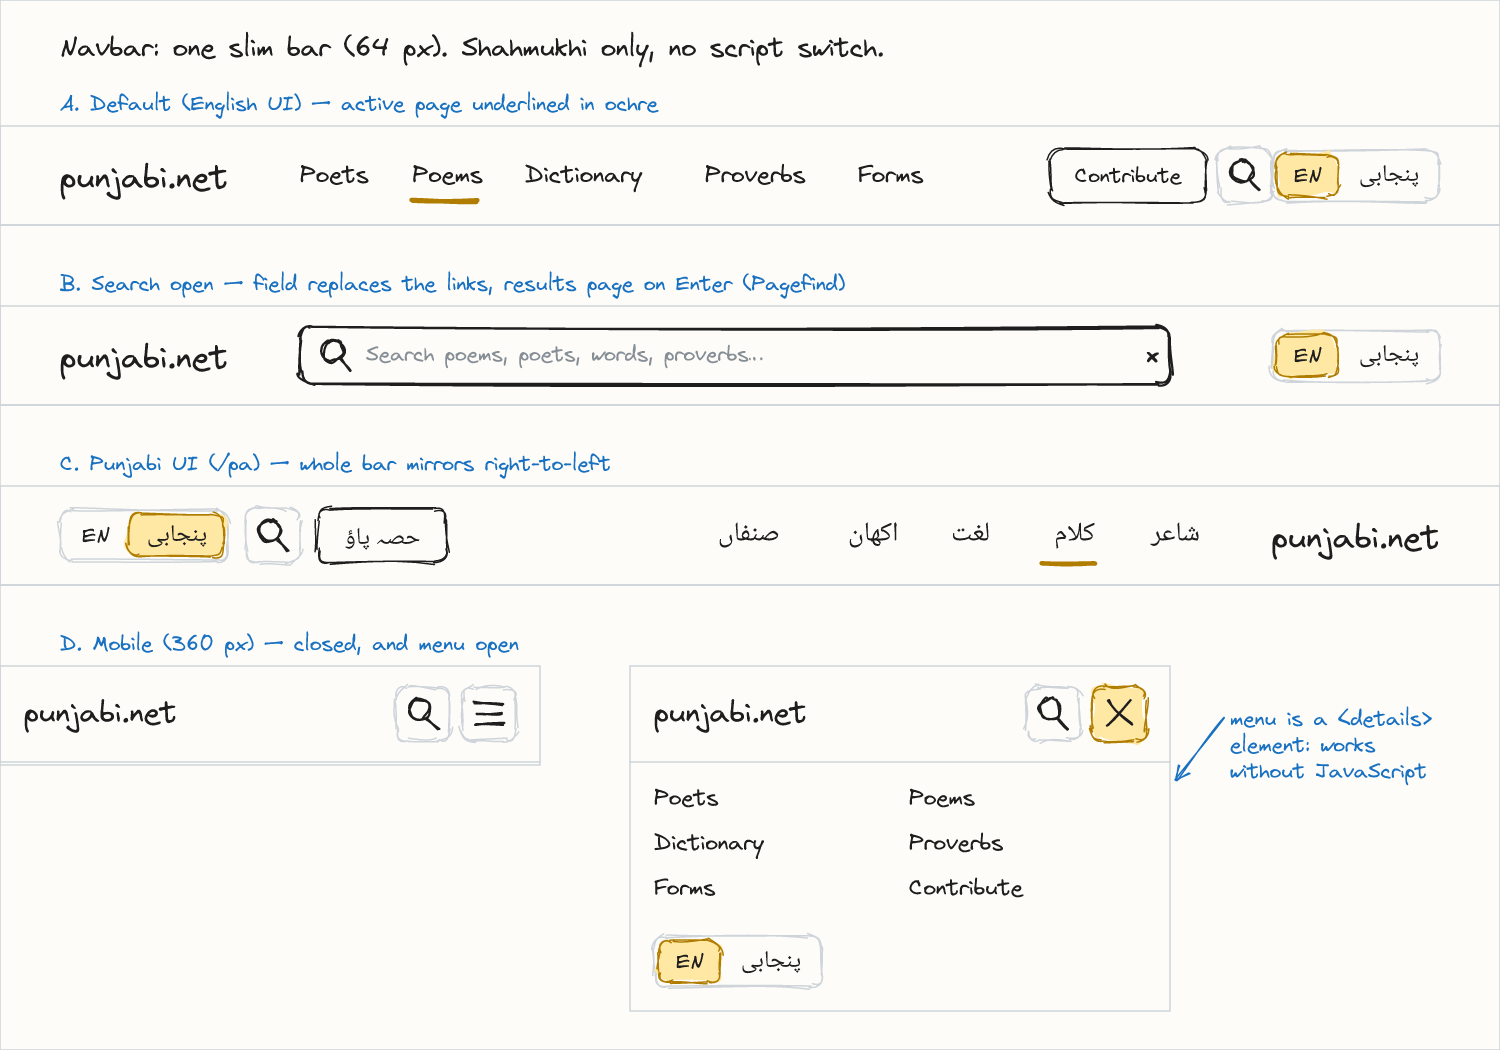 Navbar: one slim bar (64 px). Shahmukhi only, no script switch.
A. Default (English UI) — active page underlined in ochre
punjabi.net Poets Poems Dictionary Proverbs Forms Contribute EN پنجابی
B. Search open — field replaces the links, results page on Enter (Pagefind)
punjabi.net Search poems, poets, words, proverbs... × EN پنجابی
C. Punjabi UI (/pa) — whole bar mirrors right-to-left
punjabi.net شاعر کلام لغت اکھان صنفاں حصہ پاؤ پنجابی EN
D. Mobile (360 px) — closed, and menu open
punjabi.net
punjabi.net
Poets Poems
Dictionary Proverbs
Forms Contribute
EN پنجابی
menu is a <details>
element: works
without JavaScript